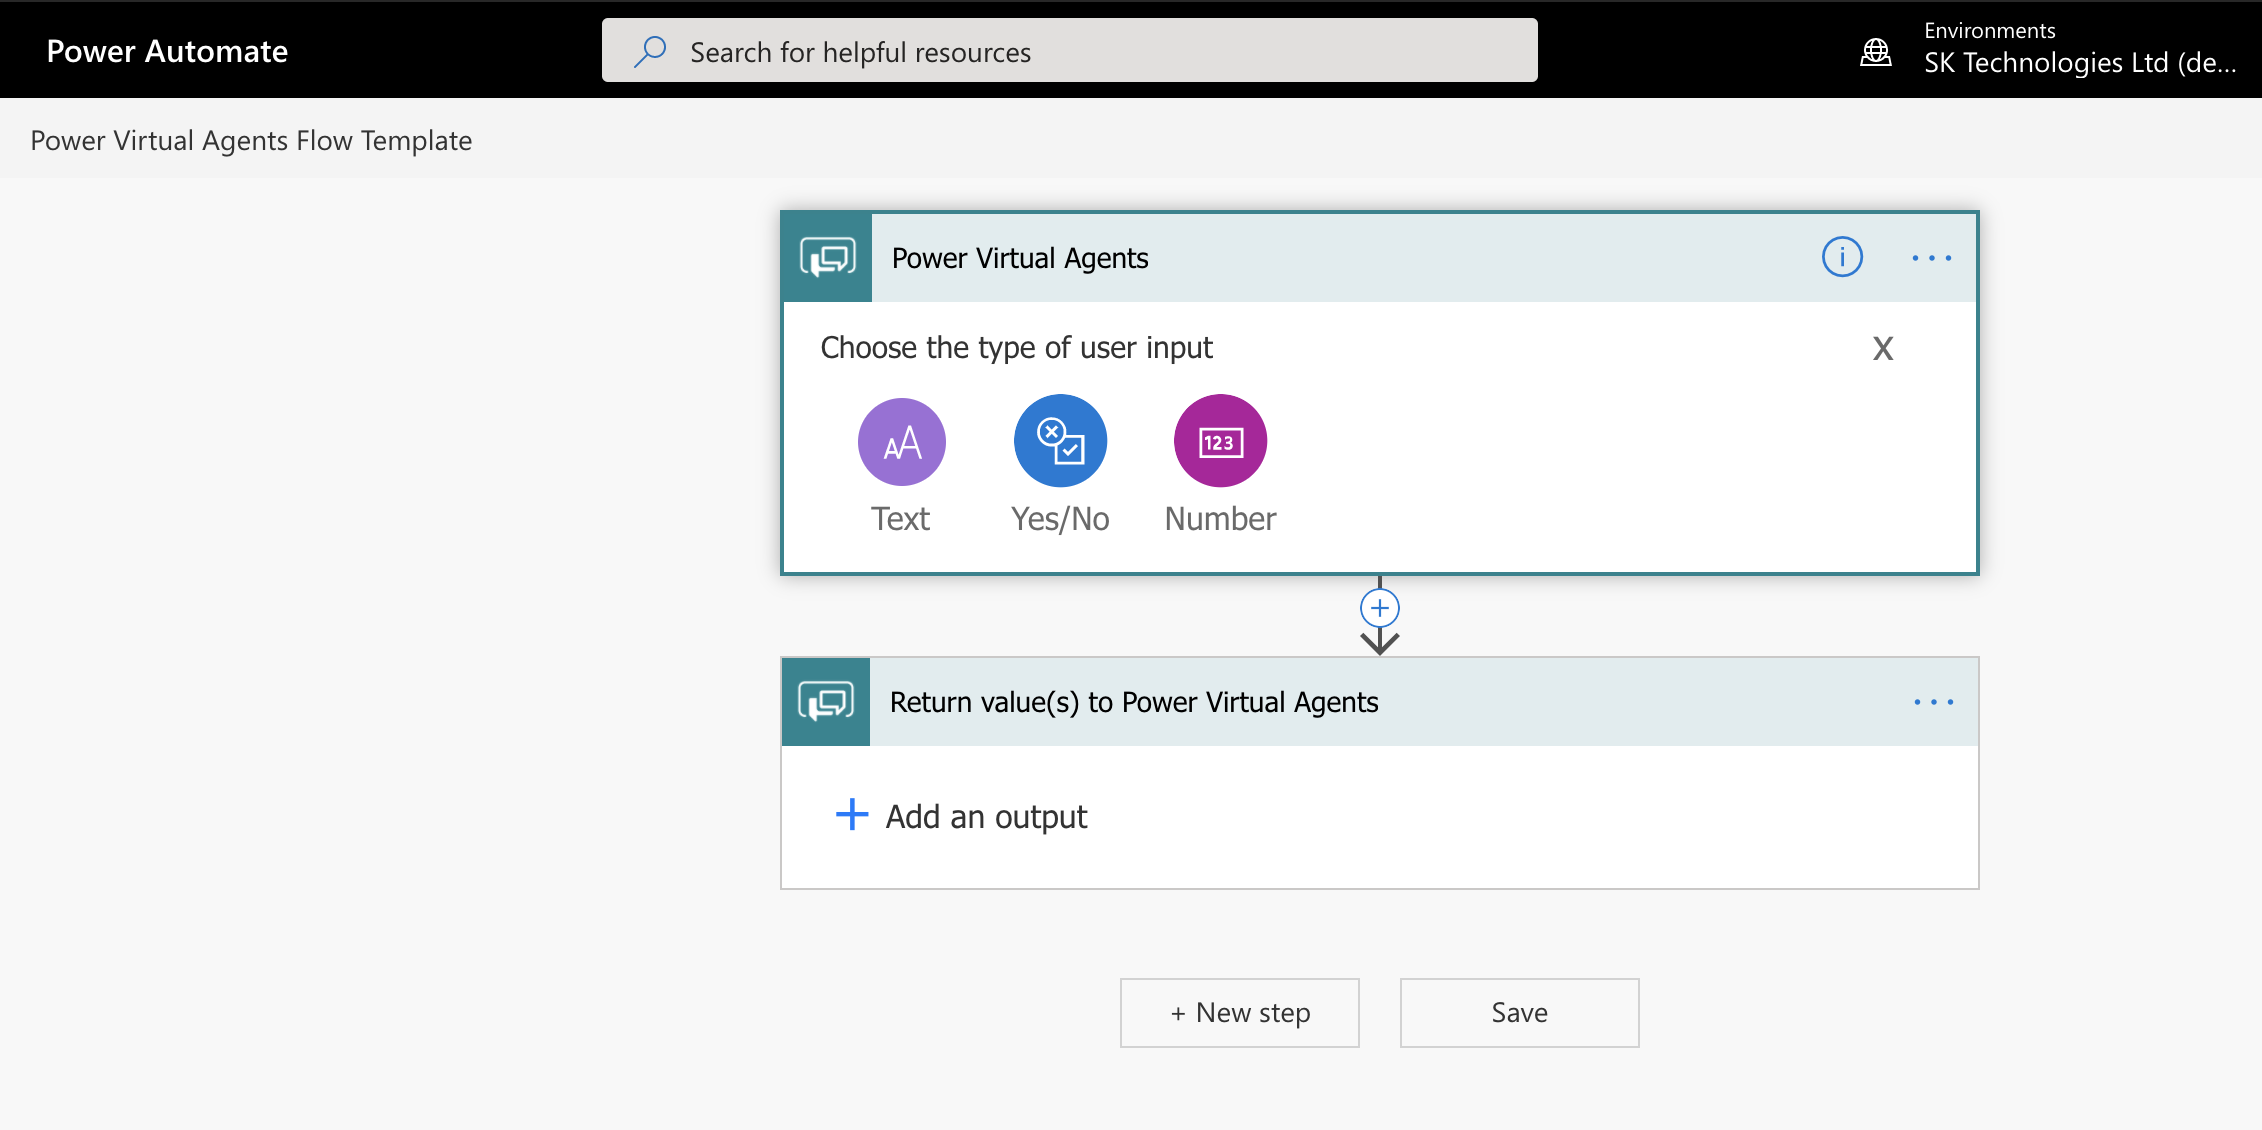 Power Automate
Search for helpful resources
Environments
SK Technologies Ltd (de...
Power Virtual Agents Flow Template
Power Virtual Agents
i
Choose the type of user input
X
AA
123
Text
Yes/No
Number
Return value(s) to Power Virtual Agents
Add an output
+ New step
Save